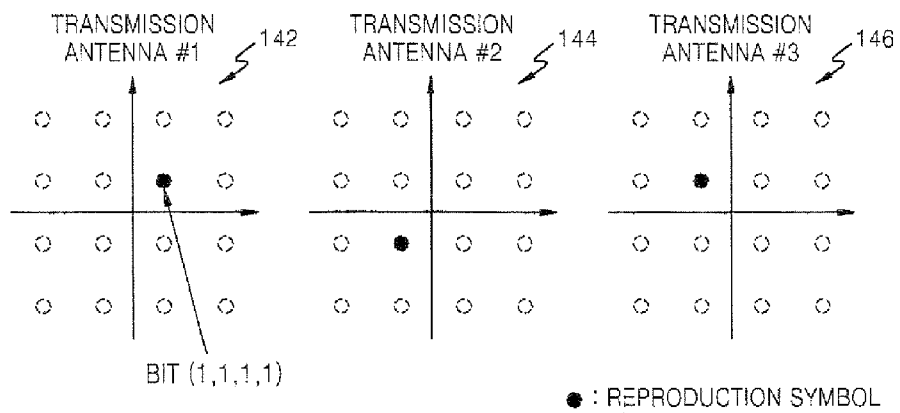 TRANSMISSION
ANTENNA #1
142
TRANSMISSION
ANTENNA #2
144
TRANSMISSION
ANTENNA #3
146
BIT (1,1,1,1)
: REPRODUCTION SYMBOL